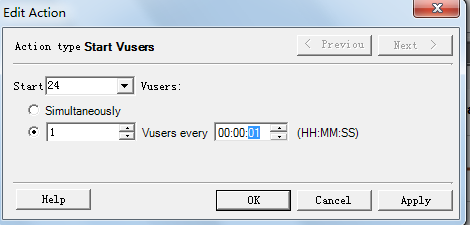 Edit Action
Action type Start Vusers
< Previou Next >
Start 24 Vusers:
Simultaneously
1 Vusers every 00:00:01 (HH:MM:SS)
Help OK Cancel Apply